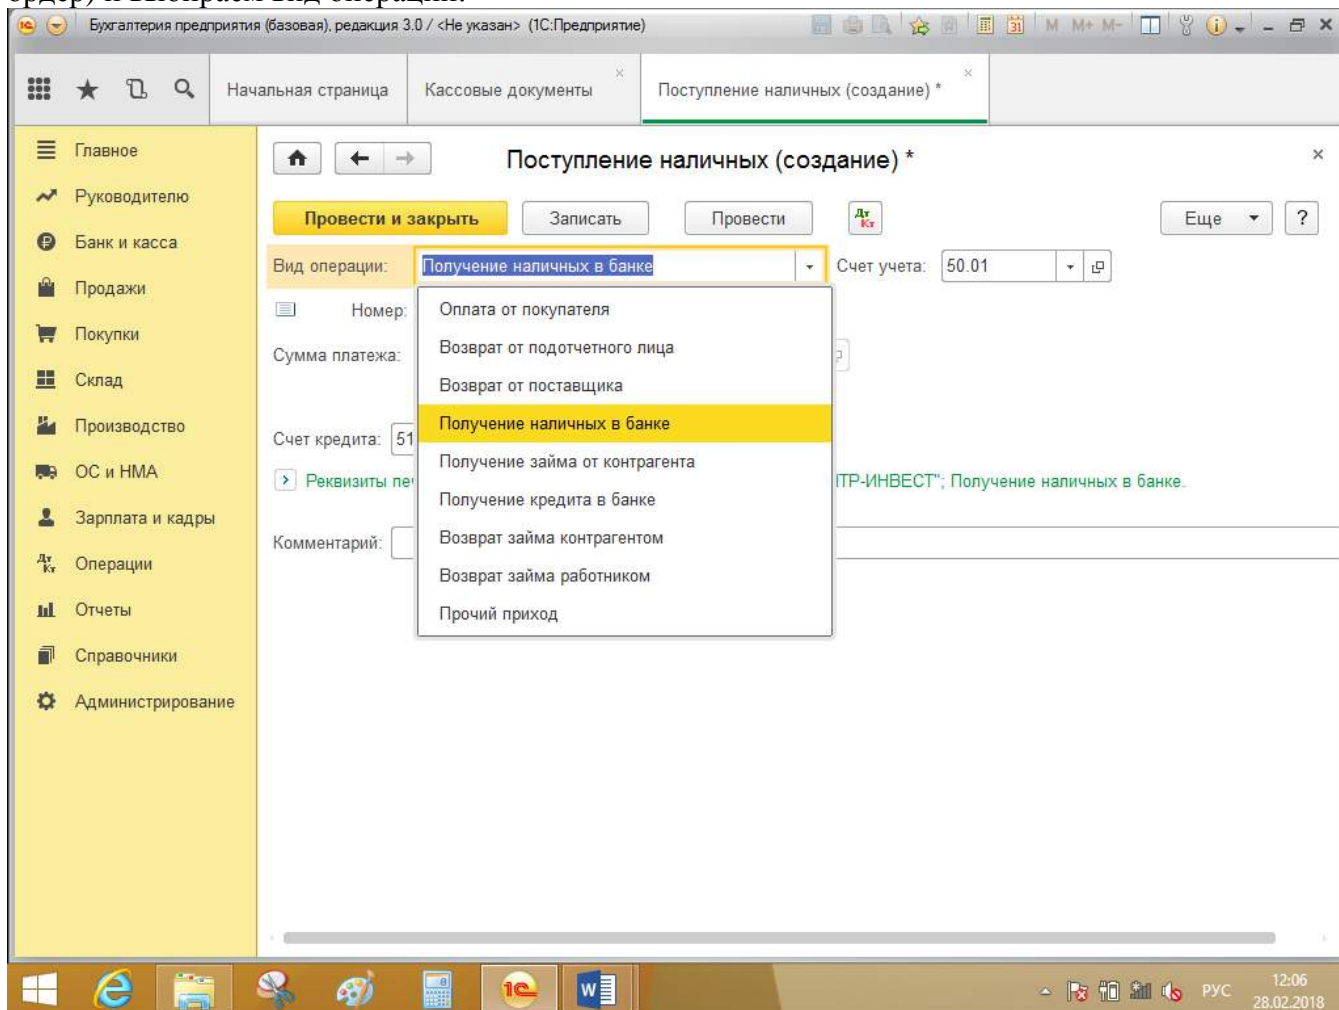 Бухгалтерия предприятия (базовая), редакция 3.0 / <Не указан> (1С:Предприятие)
M M+ M-
Начальная страница
Кассовые документы
Поступление наличных (создание) *
Главное
Руководителю
Банк и касса
Продажи
Покупки
Склад
Производство
ОС и НМА
Зарплата и кадры
Операции
Отчеты
Справочники
Администрирование
Поступление наличных (создание) *
Провести и закрыть
Записать
Провести
Дт
Кт
Еще
?
Вид операции:
Получение наличных в банке
Счет учета:
50.01
Номер:
Сумма платежа:
Счет кредита:
51
Реквизиты пе
ТР-ИНВЕСТ"; Получение наличных в банке.
Комментарий:
Оплата от покупателя
Возврат от подотчетного лица
Возврат от поставщика
Получение наличных в банке
Получение займа от контрагента
Получение кредита в банке
Возврат займа контрагентом
Возврат займа работником
Прочий приход
РУС
12:06
28.02.2018